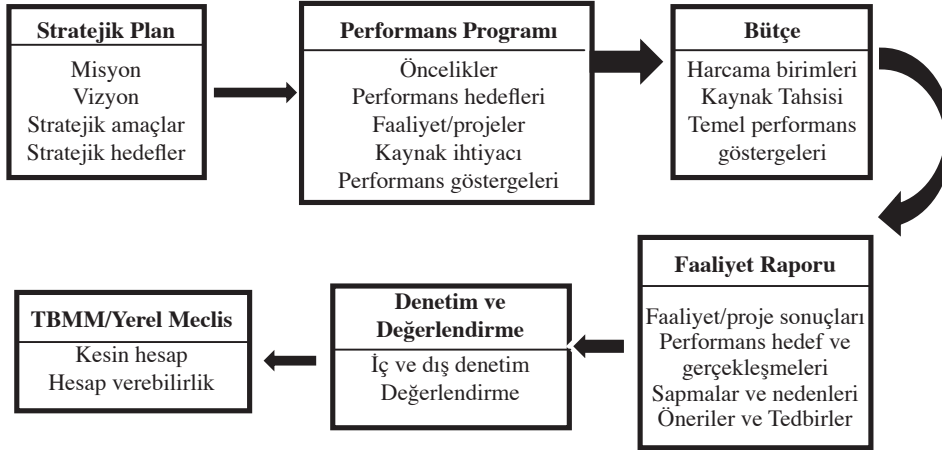 Stratejik Plan
Misyon
Vizyon
Stratejik amaçlar
Stratejik hedefler
Performans Programı
Öncelikler
Performans hedefleri
Faaliyet/projeler
Kaynak ihtiyacı
Performans göstergeleri
Bütçe
Harcama birimleri
Kaynak Tahsisi
Temel performans
göstergeleri
Faaliyet Raporu
Faaliyet/proje sonuçları
Performans hedef ve
gerçekleşmeleri
Sapmalar ve nedenleri
Öneriler ve Tedbirler
Denetim ve
Değerlendirme
İç ve dış denetim
Değerlendirme
TBMM/Yerel Meclis
Kesin hesap
Hesap verebilirlik